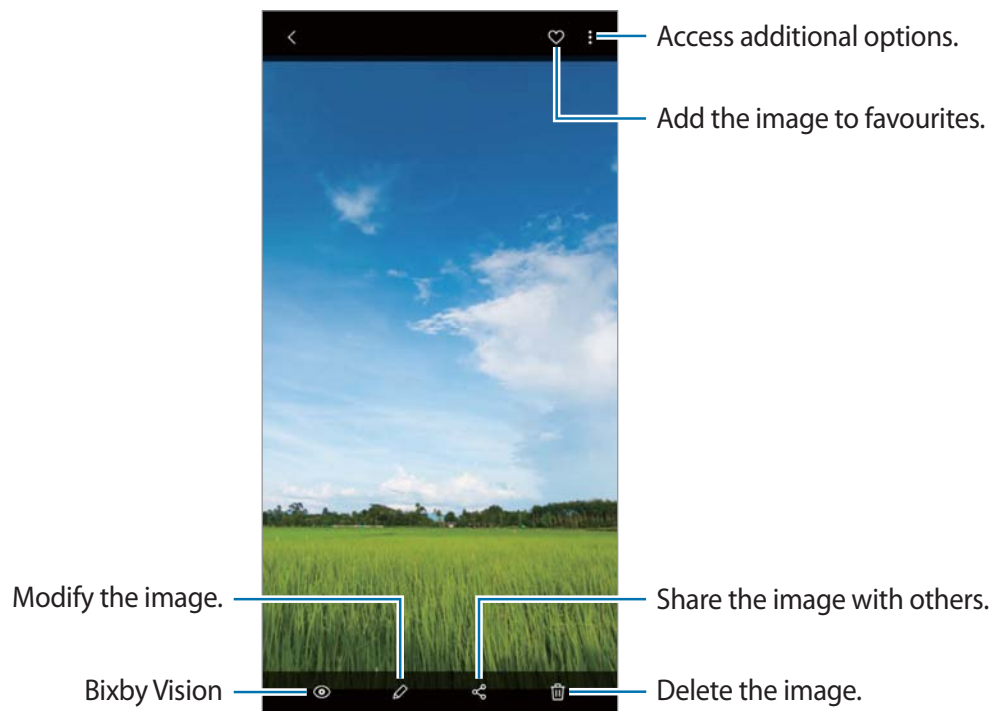 Access additional options.
Add the image to favourites.
Modify the image.
Share the image with others.
Bixby Vision
Delete the image.